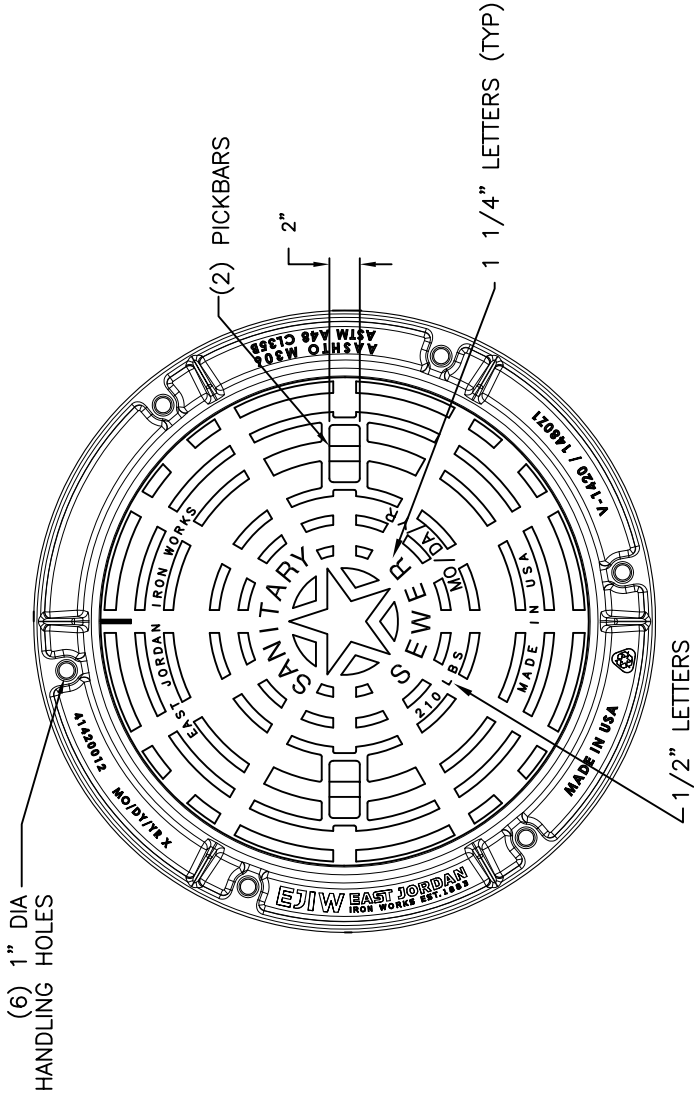 (6) 1" DIA
HANDLING HOLES
(2) PICKBARS
2"
1 1/4" LETTERS (TYP)
1/2" LETTERS
41420012
MO/DY/YR X
EJIW
EAST JORDAN
IRON WORKS EST.1883
AASHTO M306
ASTM A48 CL35B
V-1420 / 1480Z1
MADE IN USA
EAST JORDAN IRON WORKS
SANITARY
SEWER
210 LBS
MO/DA/YR
MADE IN USA